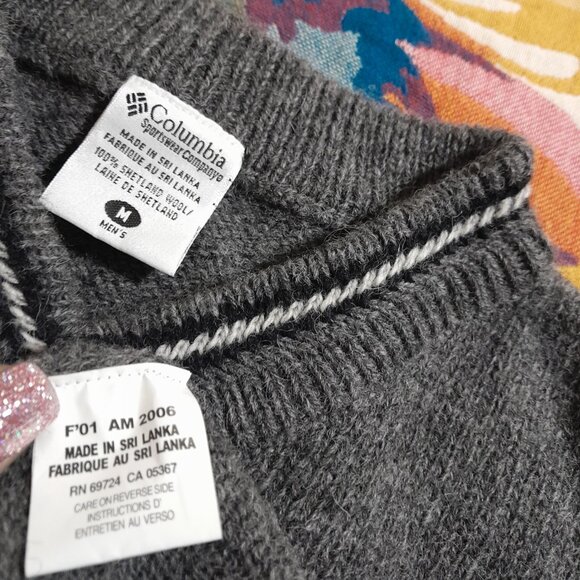 Columbia
Sportswear Company®
MADE IN SRI LANKA
FABRIQUE AU SRI LANKA
100% SHETLAND WOOL/
LAINE DE SHETLAND
M
MEN'S
F'01 AM 2006
MADE IN SRI LANKA
FABRIQUE AU SRI LANKA
RN 69724 CA 05367
CARE ON REVERSE SIDE
INSTRUCTIONS D'
ENTRETIEN AU VERSO